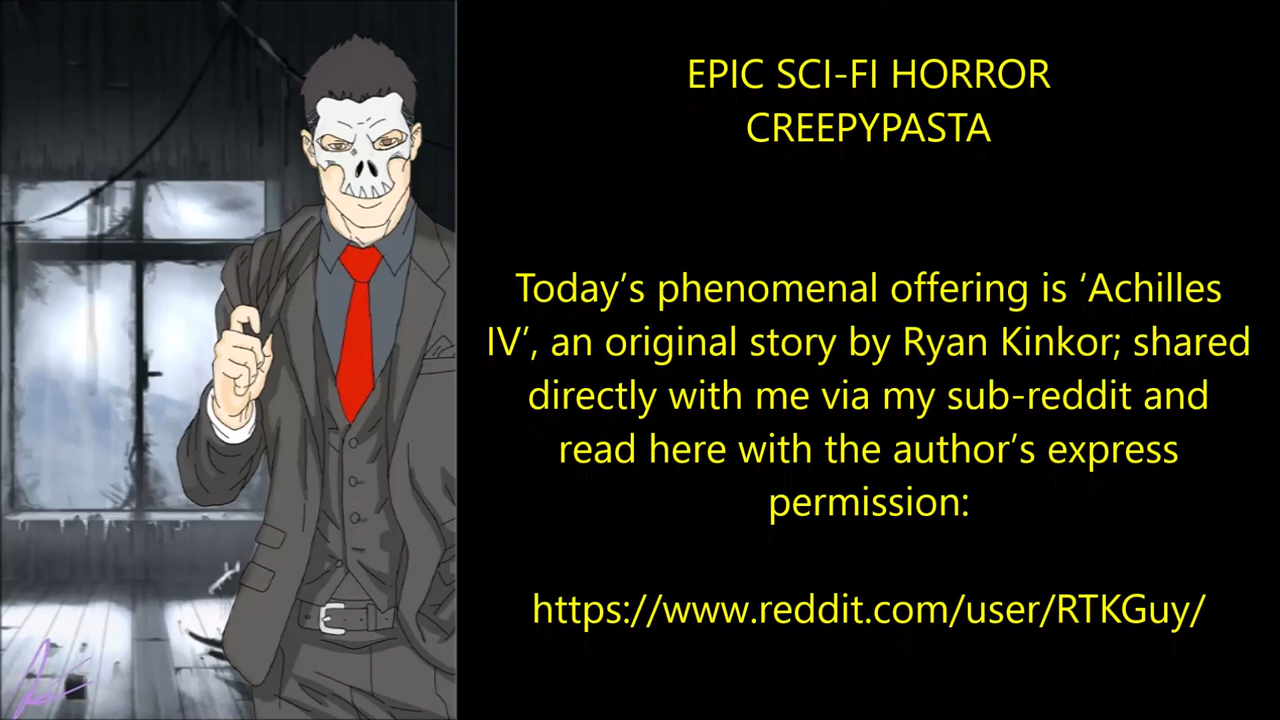 EPIC SCI-FI HORROR
CREEPYPASTA
Today’s phenomenal offering is ‘Achilles
IV’, an original story by Ryan Kinkor; shared
directly with me via my sub-reddit and
read here with the author’s express
permission:
https://www.reddit.com/user/RTKGuy/